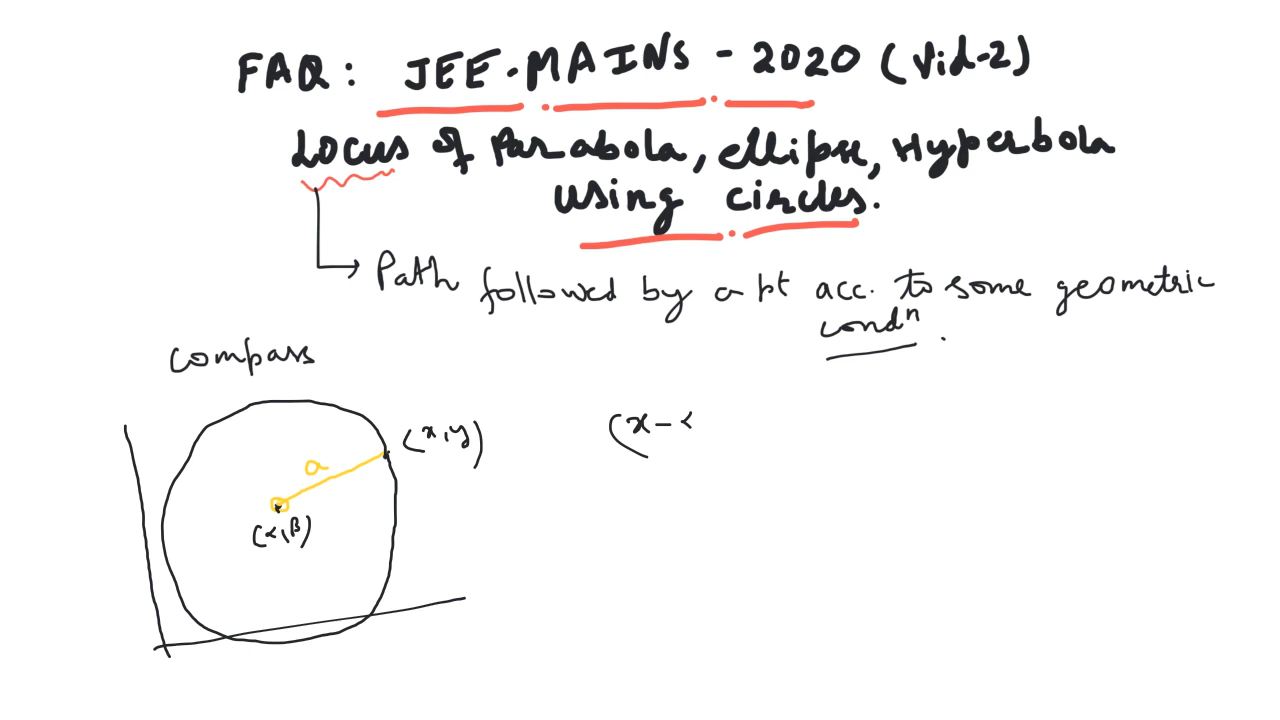 FAQ: JEE-MAINS - 2020 (Vid-2)
Locus of Parabola, ellipse, Hyperbola
using circles.
Path followed by a pt acc. to some geometric
condⁿ.
compass
(x,y)
(x-α
a
(α,β)